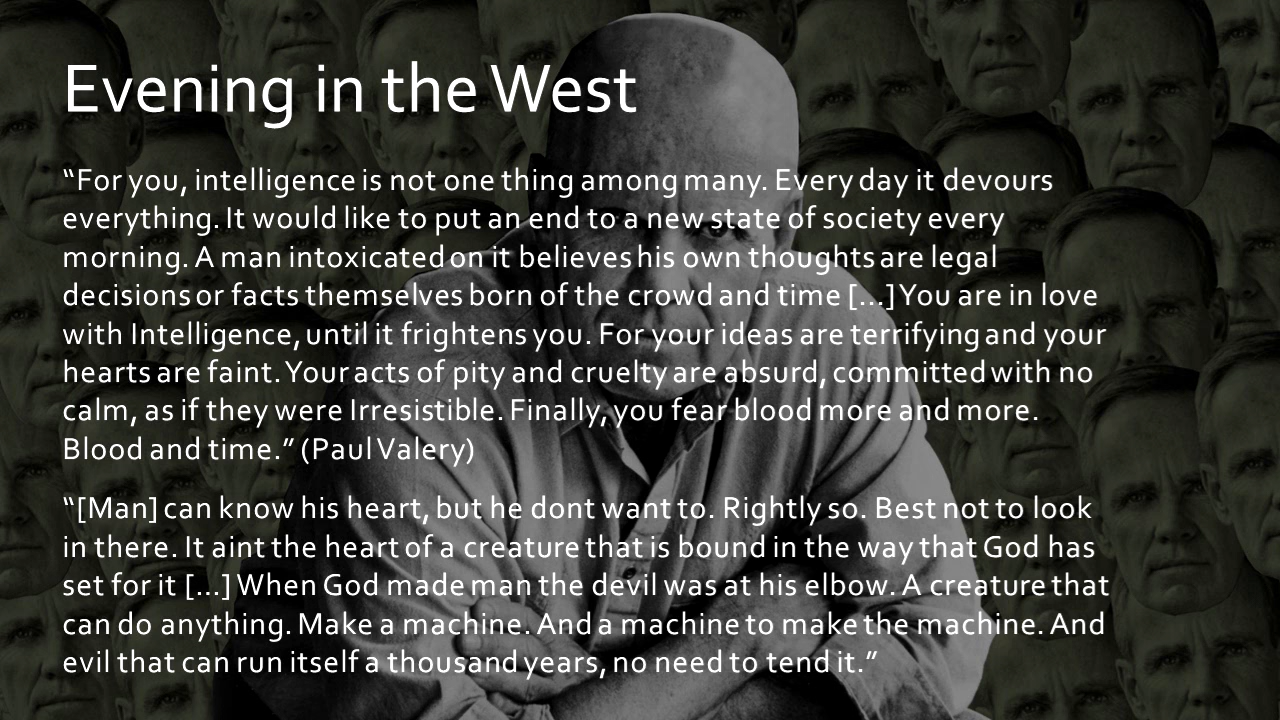 Evening in the West
“For you, intelligence is not one thing among many. Every day it devours
everything. It would like to put an end to a new state of society every
morning. A man intoxicated on it believes his own thoughts are legal
decisions or facts themselves born of the crowd and time […] You are in love
with Intelligence, until it frightens you. For your ideas are terrifying and your
hearts are faint. Your acts of pity and cruelty are absurd, committed with no
calm, as if they were Irresistible. Finally, you fear blood more and more.
Blood and time.” (Paul Valery)
“[Man] can know his heart, but he dont want to. Rightly so. Best not to look
in there. It aint the heart of a creature that is bound in the way that God has
set for it […] When God made man the devil was at his elbow. A creature that
can do anything. Make a machine. And a machine to make the machine. And
evil that can run itself a thousand years, no need to tend it.”